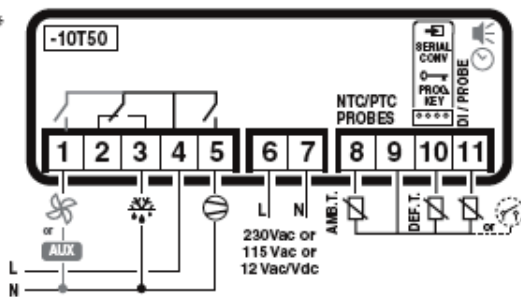 -10T50
SERIAL
CONV
PROG.
KEY
DI / PROBE
NTC/PTC
PROBES
1 2 3 4 5 6 7 8 9 10 11
L N
AMB.T.
DEF. T.
or
or
AUX
230Vac or
115 Vac or
12 Vac/Vdc
L
N